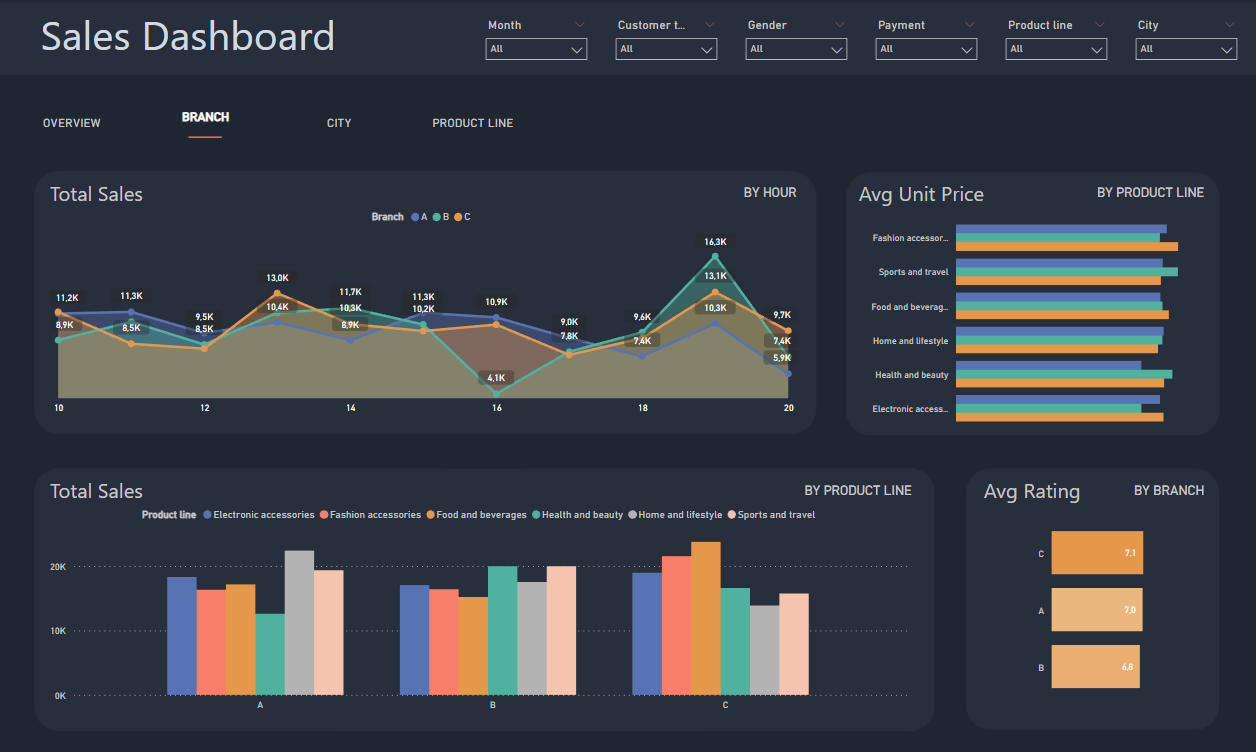 Sales Dashboard
Month
Customer t...
Gender
Payment
Product line
City
All
All
All
All
All
All
OVERVIEW
BRANCH
CITY
PRODUCT LINE
Total Sales
BY HOUR
Branch A B C
16,3K
13,0K
13,1K
11,2K
11,3K
11,7K
11,3K
10,9K
10,4K
10,3K
10,2K
10,3K
9,5K
9,0K
9,6K
9,7K
8,9K
8,5K
8,5K
8,9K
7,8K
7,4K
7,4K
5,9K
4,1K
10 12 14 16 18 20
Avg Unit Price
BY PRODUCT LINE
Fashion accessor...
Sports and travel
Food and beverag...
Home and lifestyle
Health and beauty
Electronic access...
Total Sales
BY PRODUCT LINE
Product line Electronic accessories Fashion accessories Food and beverages Health and beauty Home and lifestyle Sports and travel
20K
10K
0K
A B C
Avg Rating
BY BRANCH
C 7,1
A 7,0
B 6,8